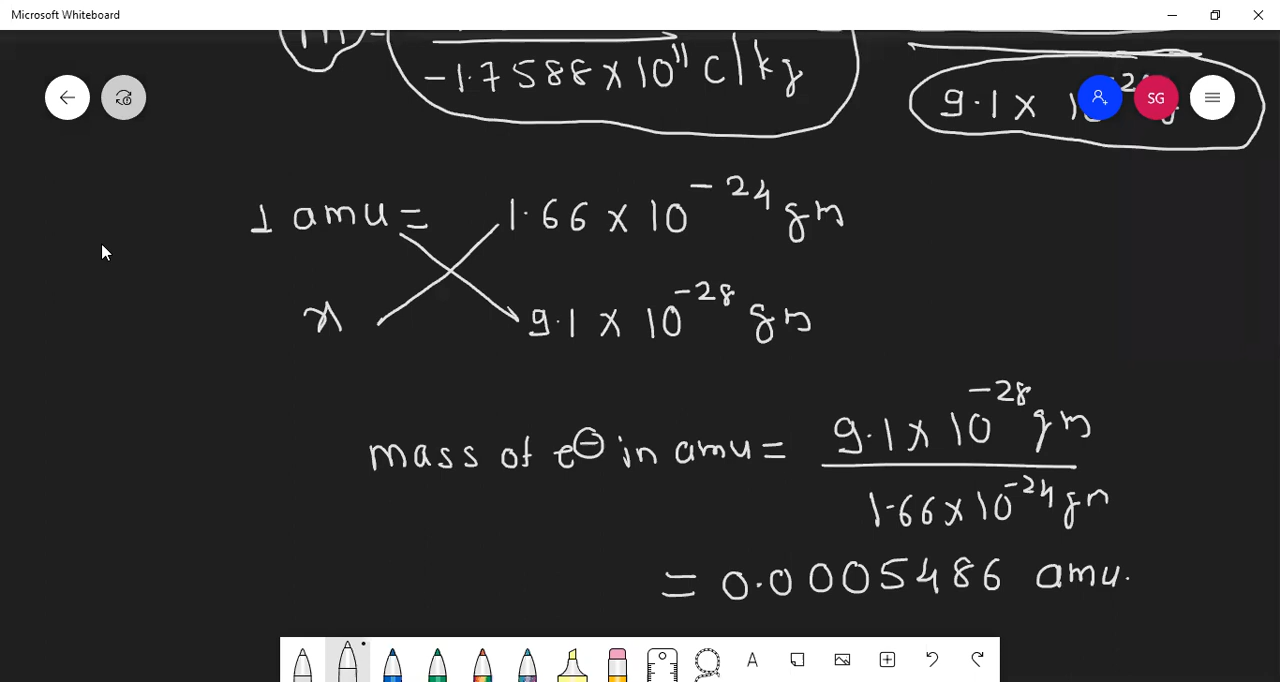 Microsoft Whiteboard
-1.7588 x 10¹¹ C/kg
9.1 x 10
SG
1 amu = 1.66 x 10⁻²⁴ gm
x 9.1 x 10⁻²⁸ gm
mass of e⊖ in amu = 9.1 x 10⁻²⁸ gm
1.66 x 10⁻²⁴ gm
= 0.0005486 amu.
A